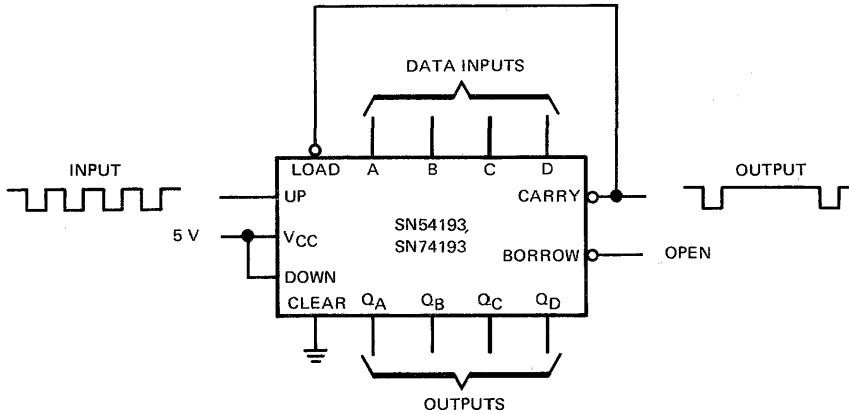 DATA INPUTS
INPUT
LOAD
A
B
C
D
OUTPUT
UP
CARRY
SN54193,
SN74193
5 V
VCC
BORROW
OPEN
DOWN
CLEAR
QA
QB
QC
QD
OUTPUTS